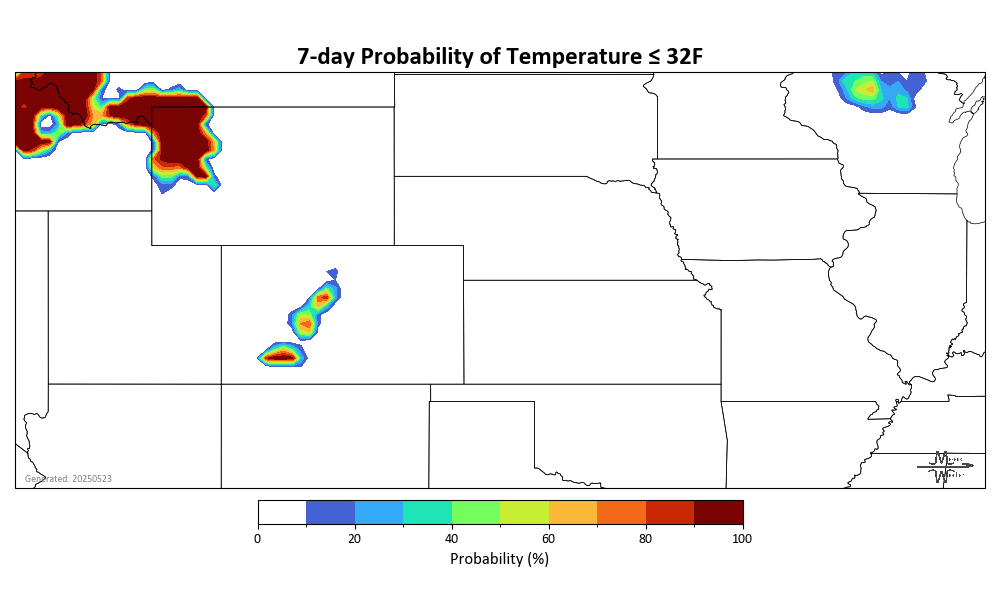 7-day Probability of Temperature ≤ 32F
Generated: 20250523
0 20 40 60 80 100
Probability (%)